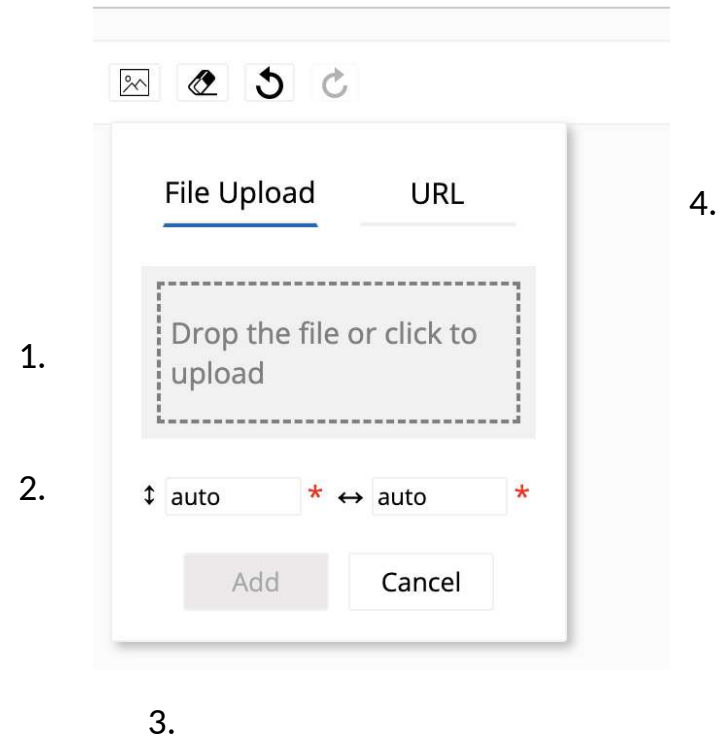 File Upload URL
4.
1.
Drop the file or click to
upload
2.
auto * auto *
Add Cancel
3.